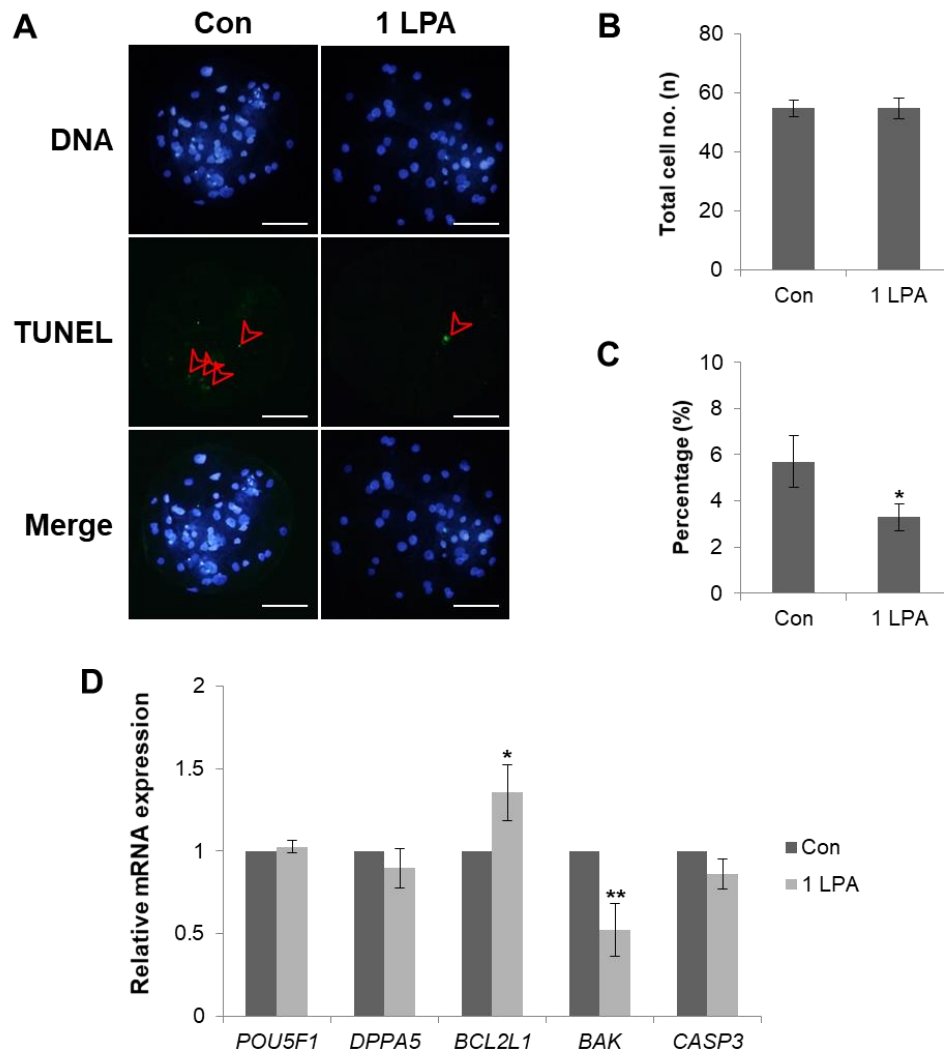 A
Con
1 LPA
DNA
TUNEL
Merge
B
Total cell no. (n)
80
60
40
20
0
Con
1 LPA
C
Percentage (%)
10
8
6
4
2
0
*
Con
1 LPA
D
Relative mRNA expression
2
1.5
1
0.5
0
*
**
POU5F1
DPPA5
BCL2L1
BAK
CASP3
Con
1 LPA